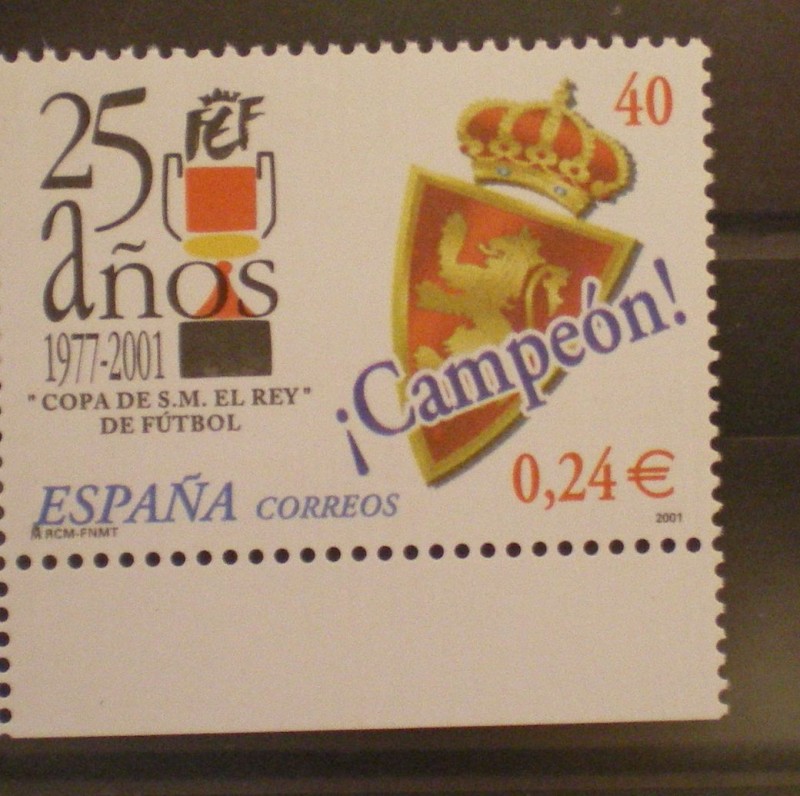 25
FEF
años
1977-2001
"COPA DE S.M. EL REY"
DE FÚTBOL
40
¡Campeón!
0,24 €
ESPAÑA CORREOS
RCM-FNMT
2001